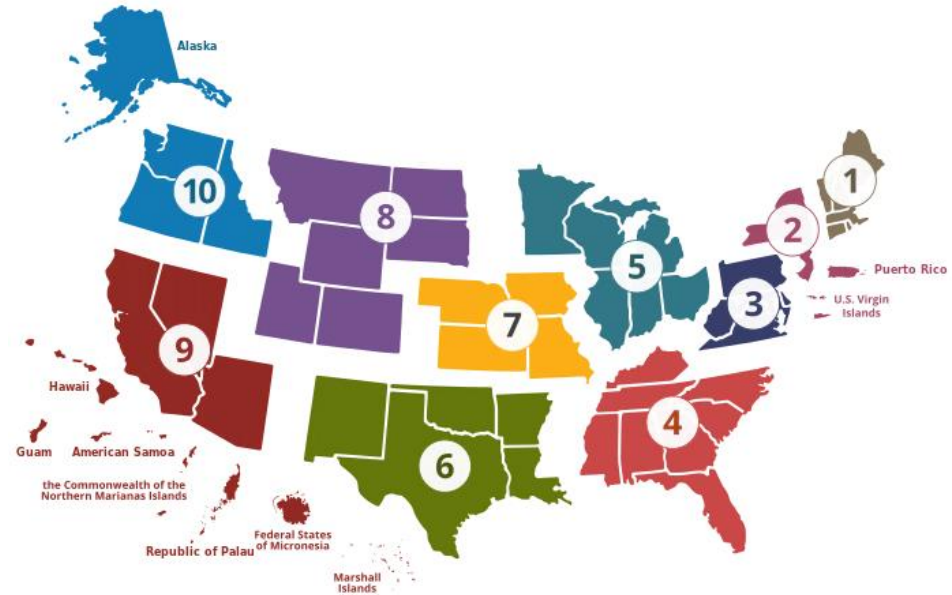 Alaska
10
8
5
1
2
Puerto Rico
U.S. Virgin
Islands
3
7
9
4
6
Hawaii
Guam
American Samoa
the Commonwealth of the
Northern Marianas Islands
Republic of Palau
Federal States
of Micronesia
Marshall
Islands